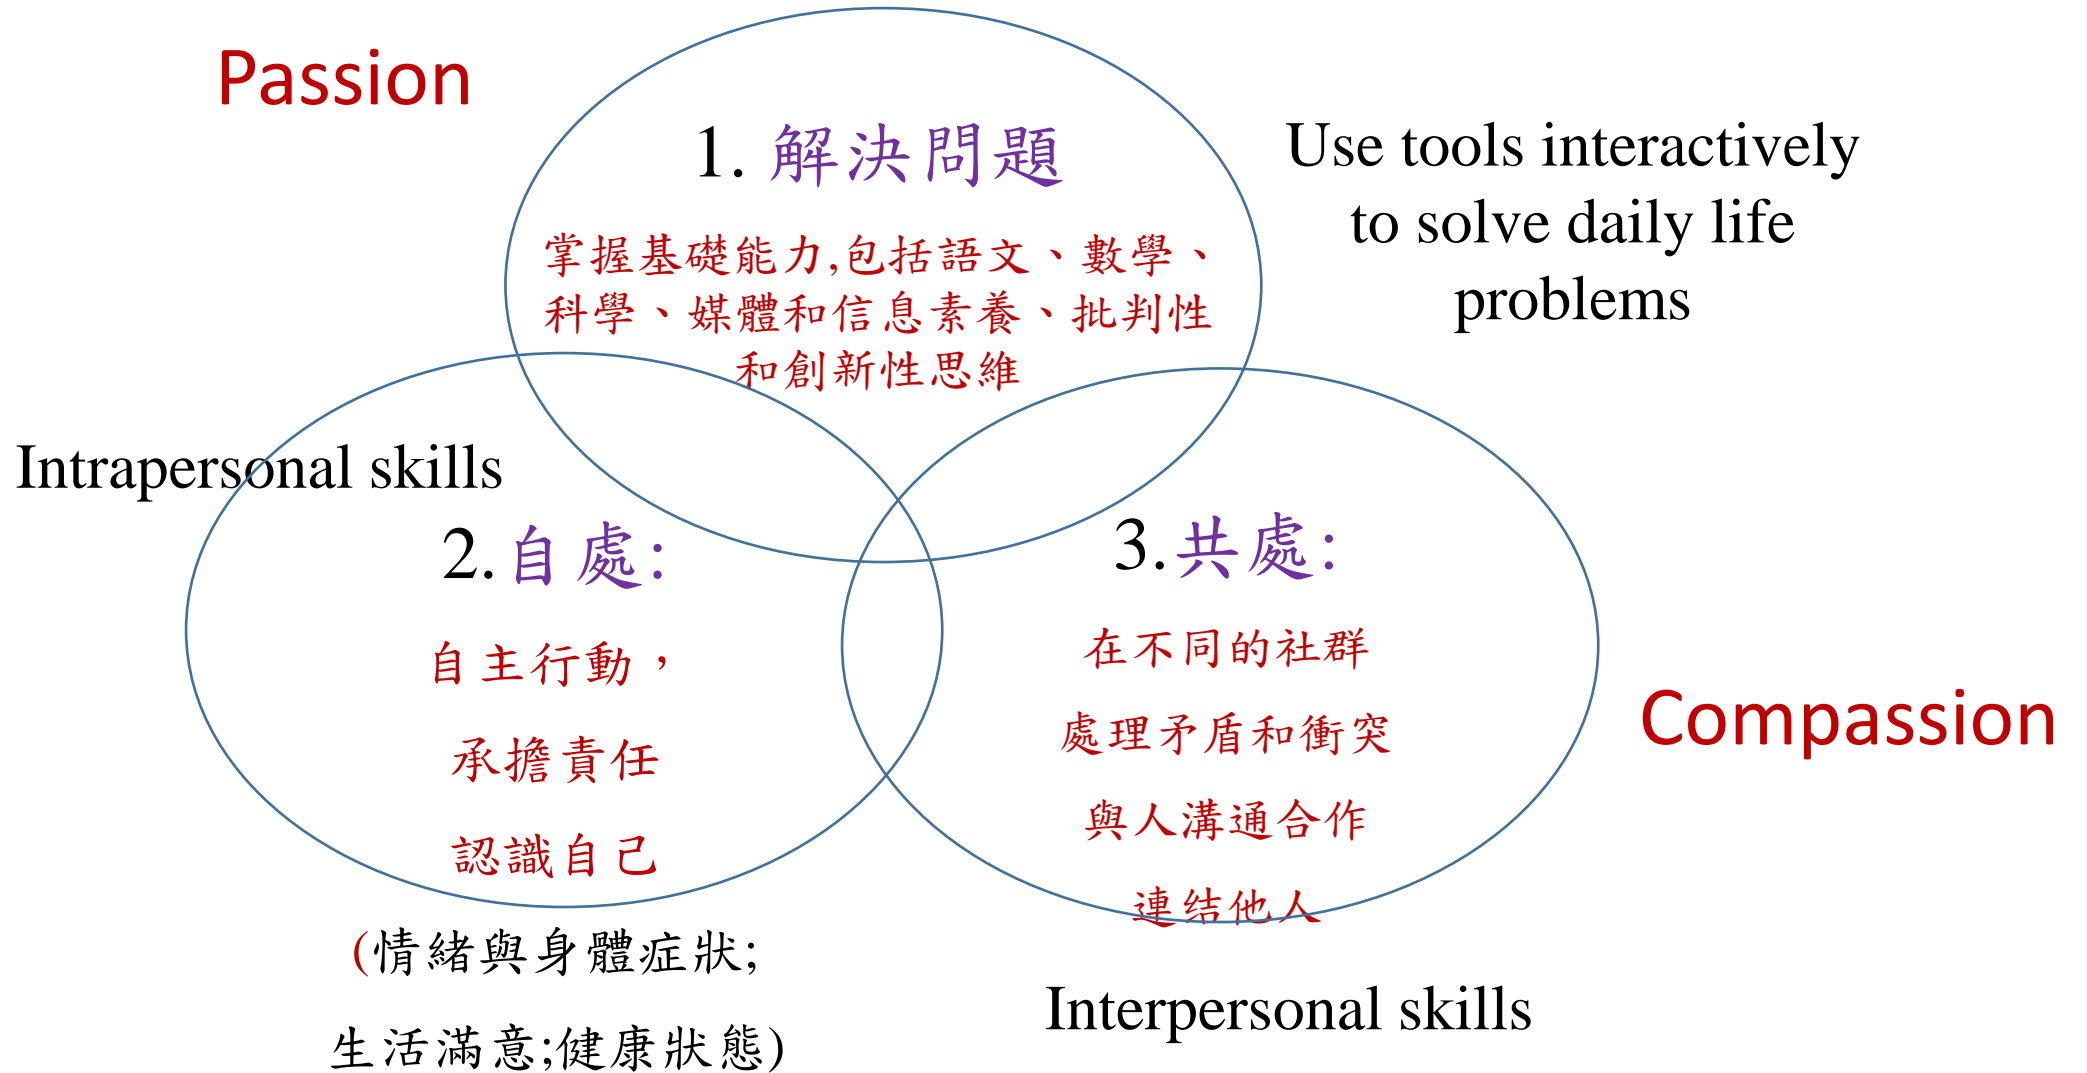 Passion
1. 解決問題
掌握基礎能力,包括語文、數學、
科學、媒體和信息素養、批判性
和創新性思維
Use tools interactively
to solve daily life
problems
Intrapersonal skills
2.自處:
自主行動，
承擔責任
認識自己
(情緒與身體症狀;
生活滿意;健康狀態)
3.共處:
在不同的社群
處理矛盾和衝突
與人溝通合作
連结他人
Compassion
Interpersonal skills